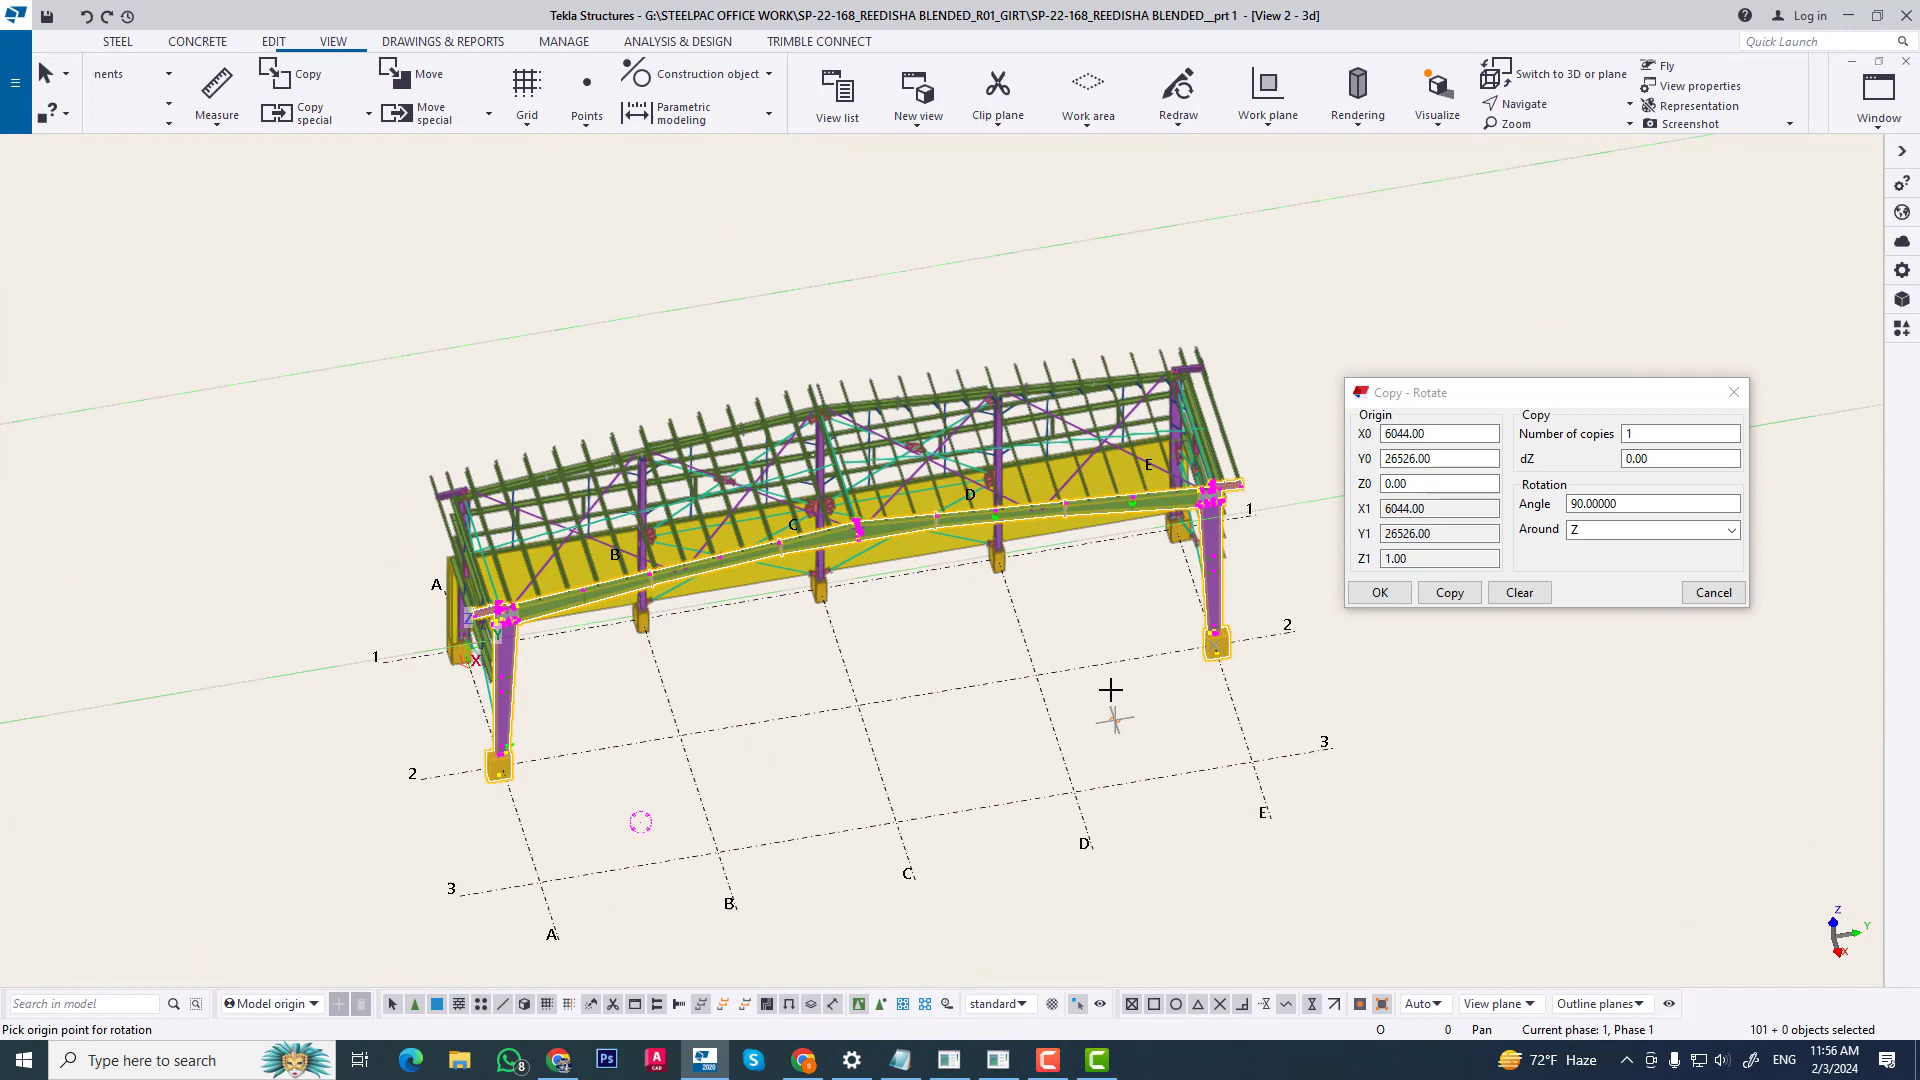 Tekla Structures - G:\STEELPAC OFFICE WORK\SP-22-168_REEDISHA BLENDED_R01_GIRT\SP-22-168_REEDISHA BLENDED__prt 1 - [View 2 - 3d]
Log in
STEEL CONCRETE EDIT VIEW DRAWINGS & REPORTS MANAGE ANALYSIS & DESIGN TRIMBLE CONNECT
Quick Launch
nents
Measure
Copy
Copy special
Move
Move special
Grid
Points
Construction object
Parametric modeling
View list
New view
Clip plane
Work area
Redraw
Work plane
Rendering
Visualize
Switch to 3D or plane
Navigate
Zoom
Fly
View properties
Representation
Screenshot
Window
Copy - Rotate
Origin
X0 6044.00
Y0 26526.00
Z0 0.00
X1 6044.00
Y1 26526.00
Z1 1.00
Copy
Number of copies 1
dZ 0.00
Rotation
Angle 90.00000
Around Z
OK Copy Clear Cancel
E
D
C
B
A
1
1
Z
Y
X
2
2
3
3
E
D
C
B
A
Z
Y
X
Search in model
Model origin
standard
Auto
View plane
Outline planes
Pick origin point for rotation
O 0 Pan Current phase: 1, Phase 1 101 + 0 objects selected
Type here to search
8
Ps
A
CAD
2020
72°F Haze
ENG
11:56 AM
2/3/2024